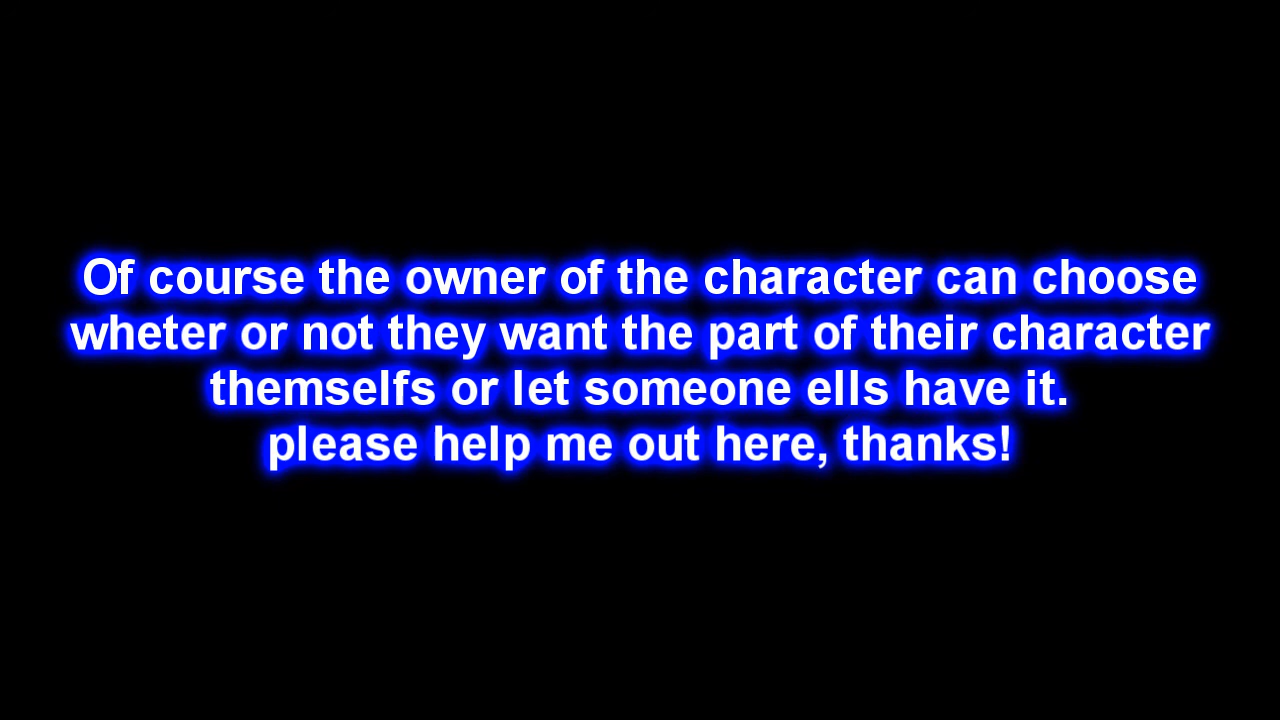 Of course the owner of the character can choose
wheter or not they want the part of their character
themselfs or let someone ells have it.
please help me out here, thanks!